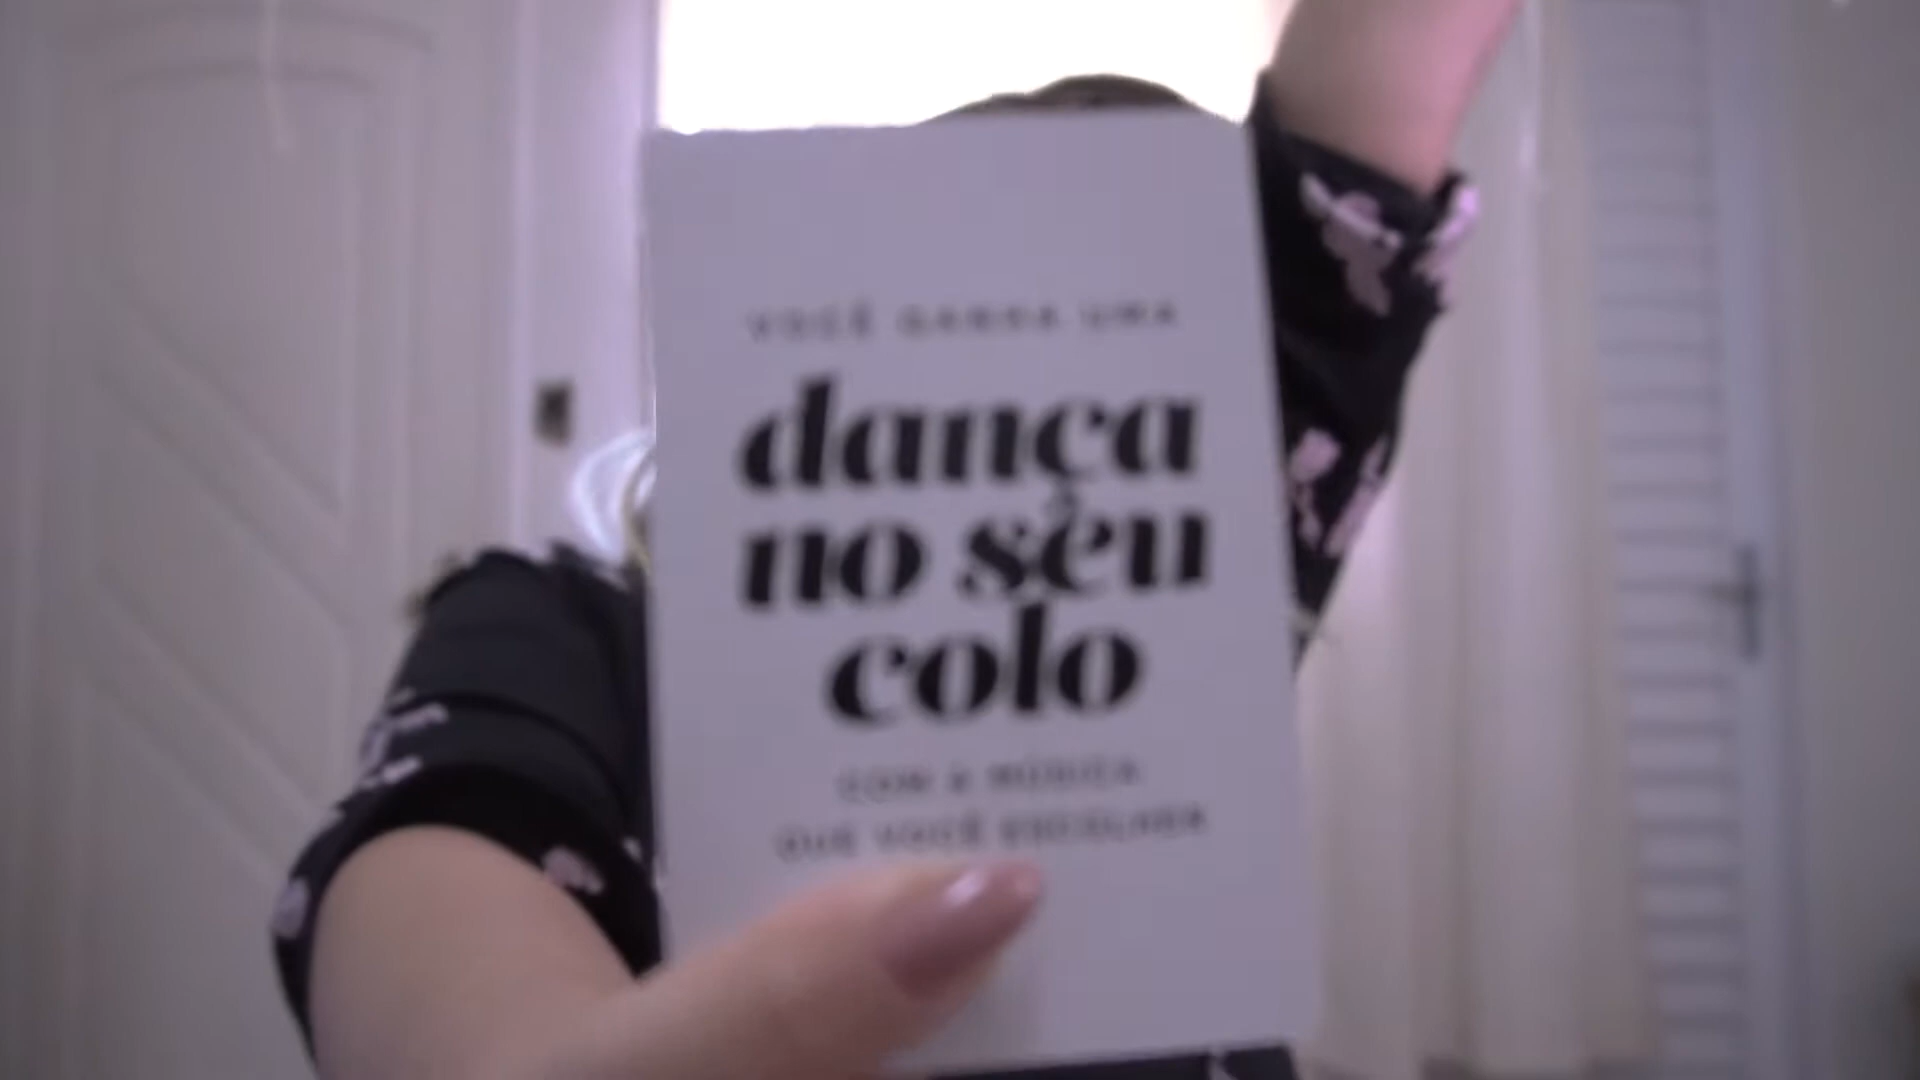 VOCÊ GANHA UMA
dança
no seu
colo
COM A MÚSICA
QUE VOCÊ ESCOLHER